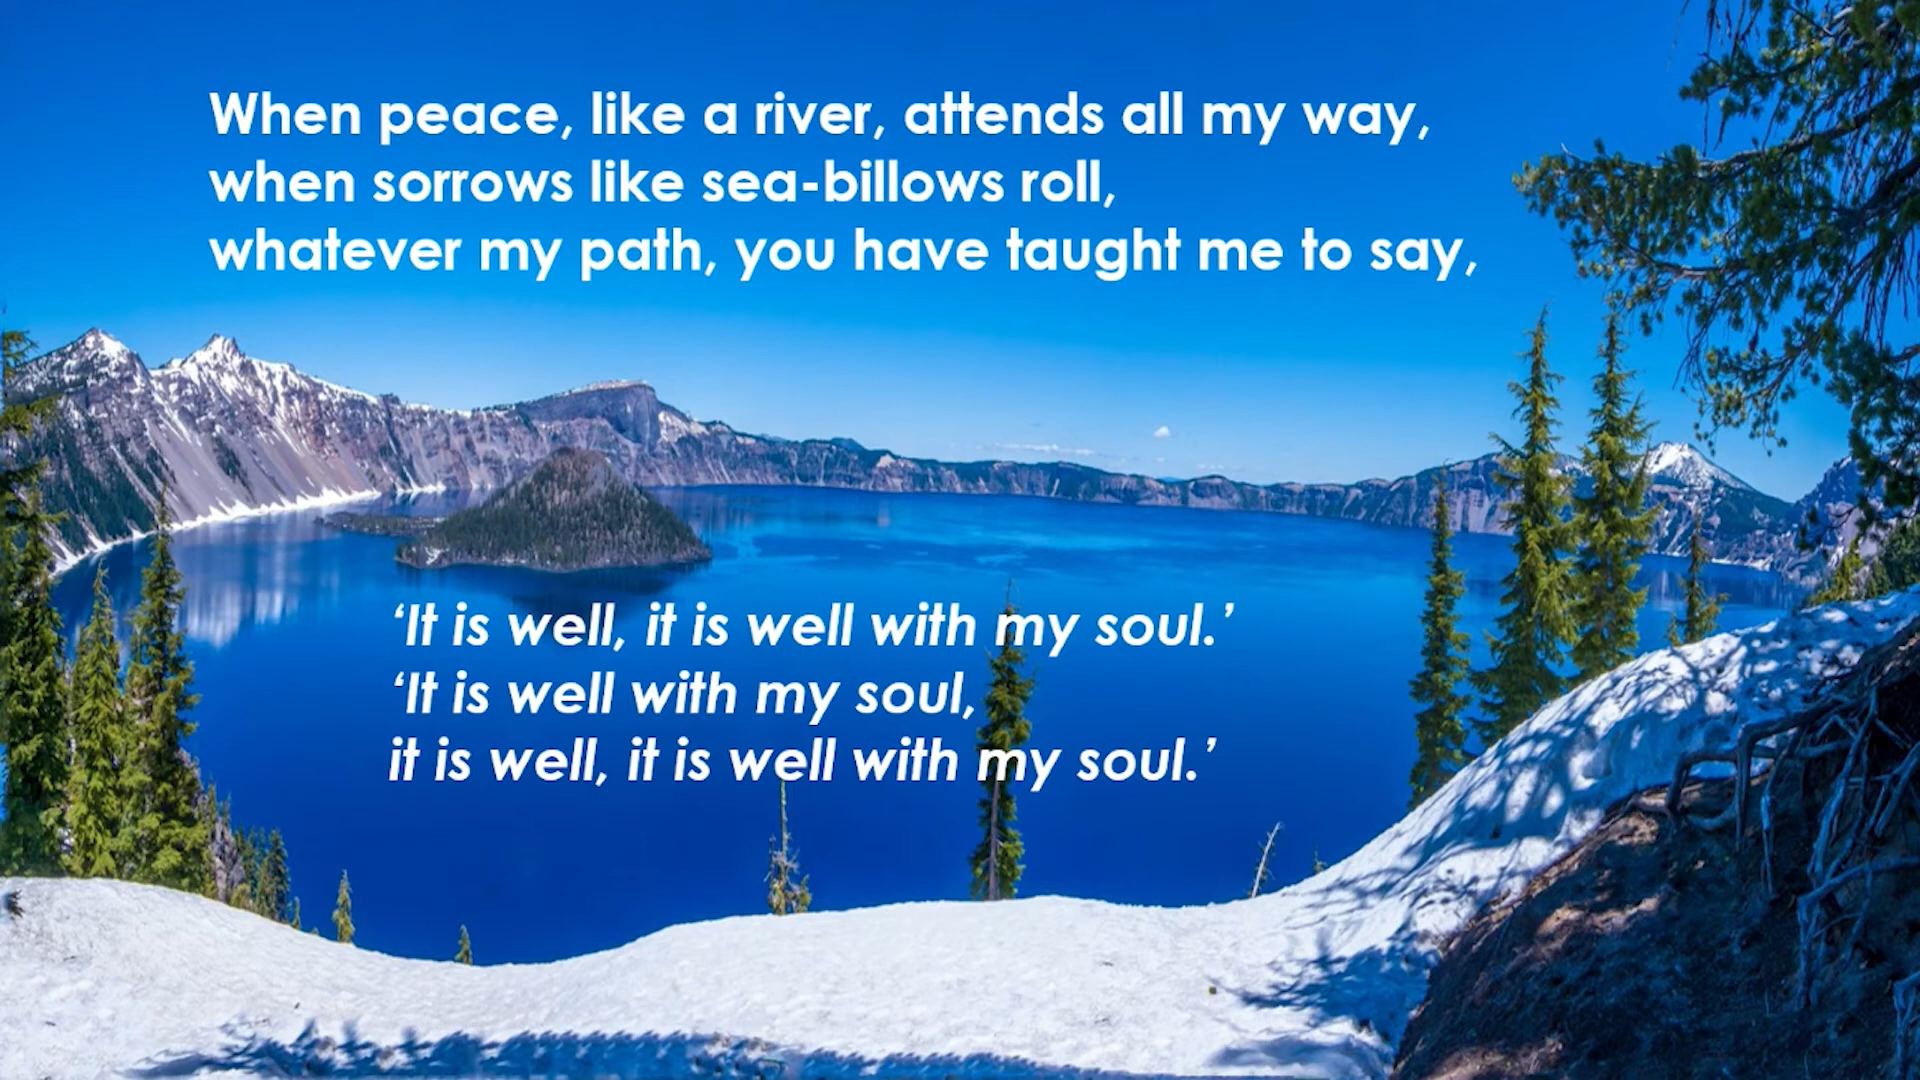 When peace, like a river, attends all my way,
when sorrows like sea-billows roll,
whatever my path, you have taught me to say,
‘It is well, it is well with my soul.’
‘It is well with my soul,
it is well, it is well with my soul.’